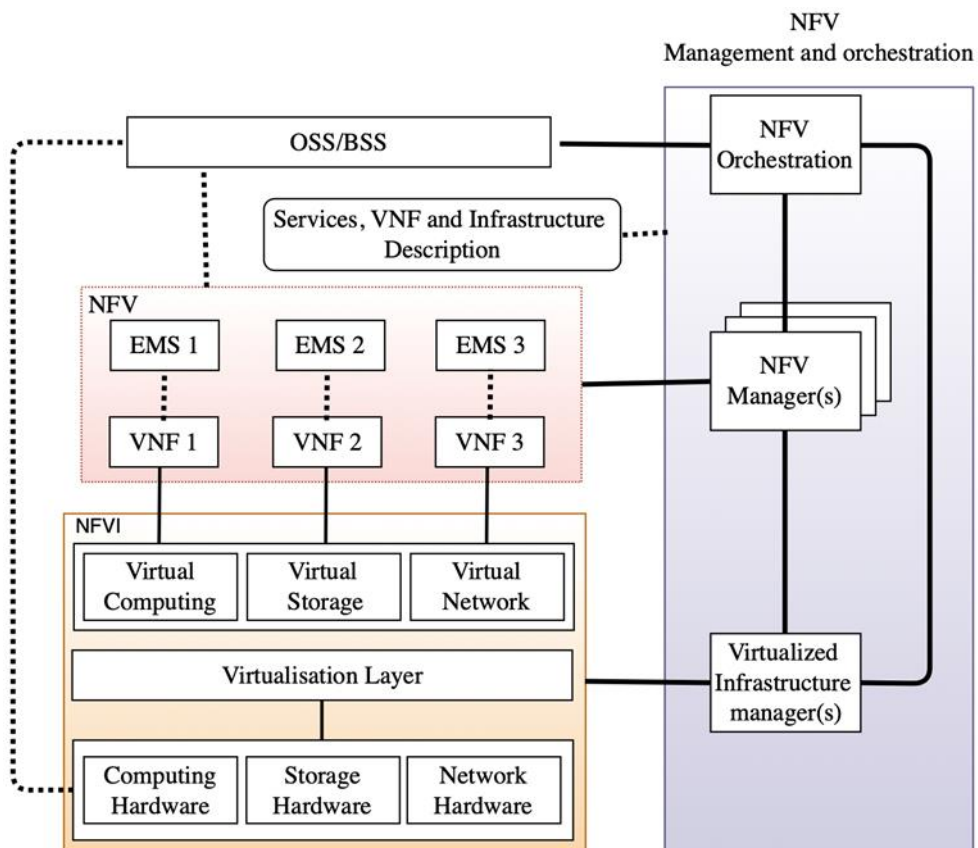 NFV
Management and orchestration
OSS/BSS
NFV
Orchestration
Services, VNF and Infrastructure
Description
NFV
EMS 1
EMS 2
EMS 3
NFV
Manager(s)
VNF 1
VNF 2
VNF 3
NFVI
Virtual
Computing
Virtual
Storage
Virtual
Network
Virtualisation Layer
Virtualized
Infrastructure
manager(s)
Computing
Hardware
Storage
Hardware
Network
Hardware